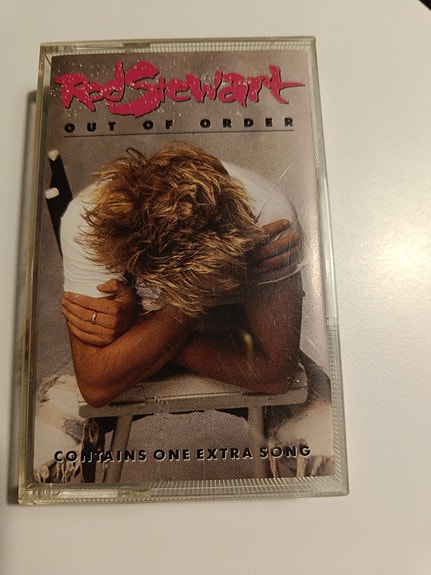 Rod Stewart
OUT OF ORDER
CONTAINS ONE EXTRA SONG